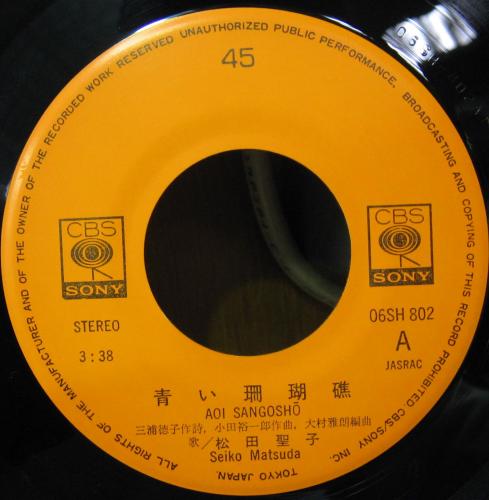 ALL RIGHTS OF THE MANUFACTURER AND OF THE OWNER OF THE RECORDED WORK RESERVED UNAUTHORIZED PUBLIC PERFORMANCE, BROADCASTING AND COPYING OF THIS RECORD PROHIBITED. CBS/SONY INC. TOKYO JAPAN.
45
CBS
SONY
CBS
SONY
STEREO
3:38
06SH 802
A
JASRAC
青い珊瑚礁
AOI SANGOSHŌ
三浦徳子作詩, 小田裕一郎作曲, 大村雅朗編曲
歌/松田聖子
Seiko Matsuda